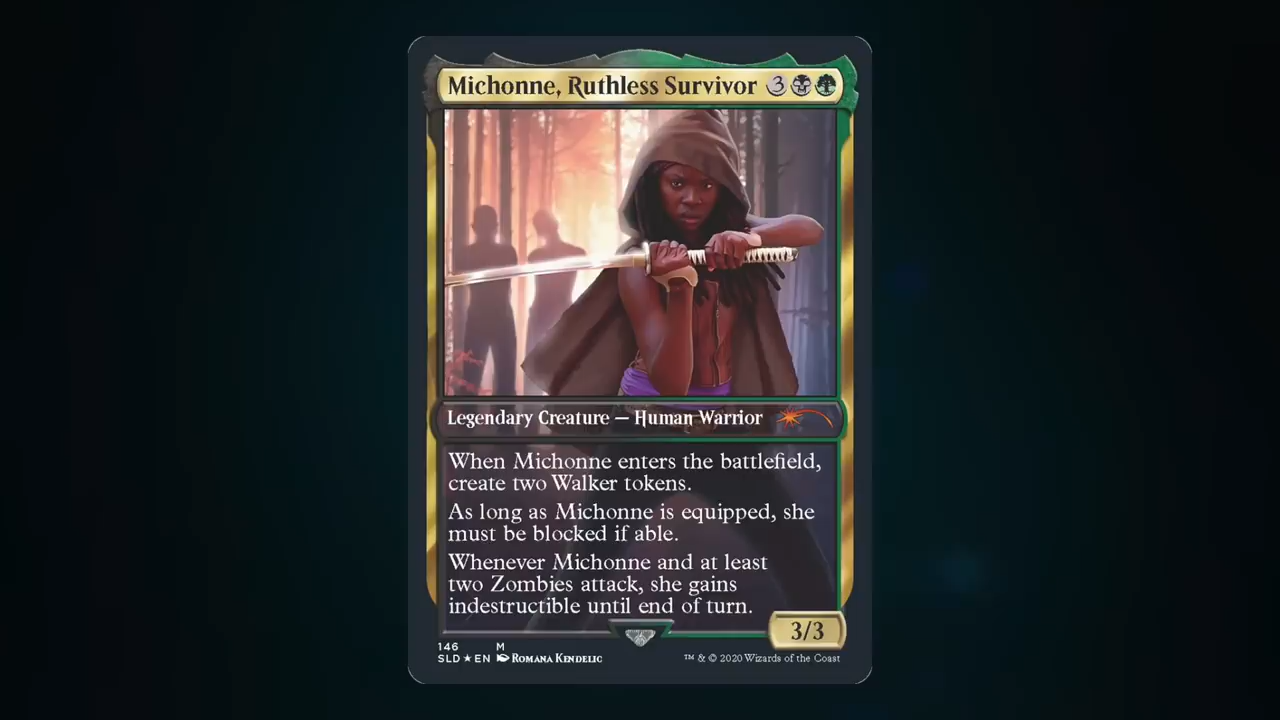 Michonne, Ruthless Survivor 3
Legendary Creature — Human Warrior
When Michonne enters the battlefield,
create two Walker tokens.
As long as Michonne is equipped, she
must be blocked if able.
Whenever Michonne and at least
two Zombies attack, she gains
indestructible until end of turn.
3/3
146 M
SLD ★ EN ROMANA KENDELIC
™ & © 2020 Wizards of the Coast